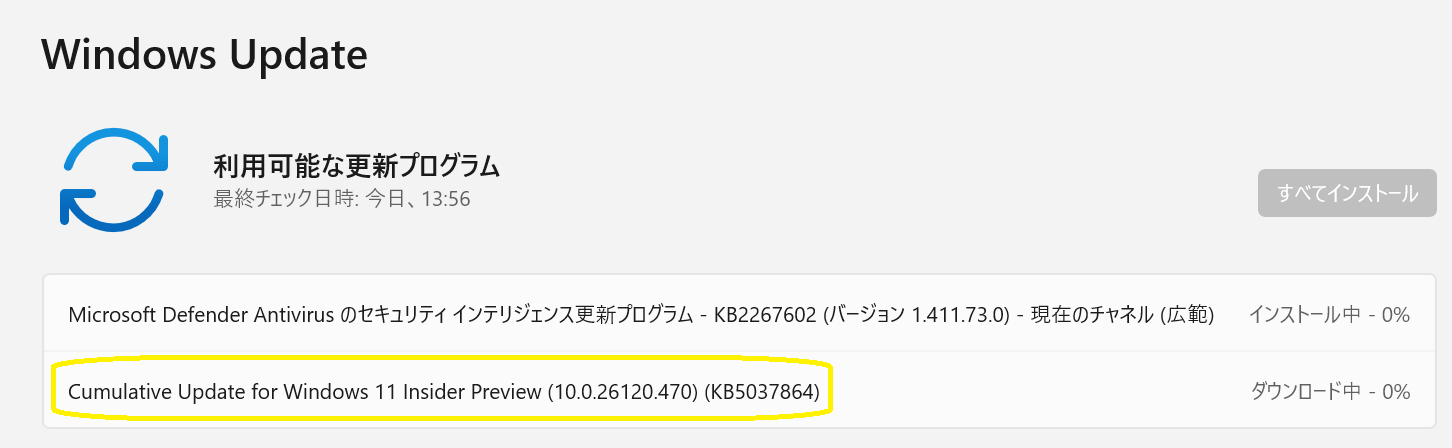 Windows Update
利用可能な更新プログラム
最終チェック日時: 今日、13:56
すべてインストール
Microsoft Defender Antivirus のセキュリティ インテリジェンス更新プログラム - KB2267602 (バージョン 1.411.73.0) - 現在のチャネル (広範) インストール中 - 0%
Cumulative Update for Windows 11 Insider Preview (10.0.26120.470) (KB5037864) ダウンロード中 - 0%